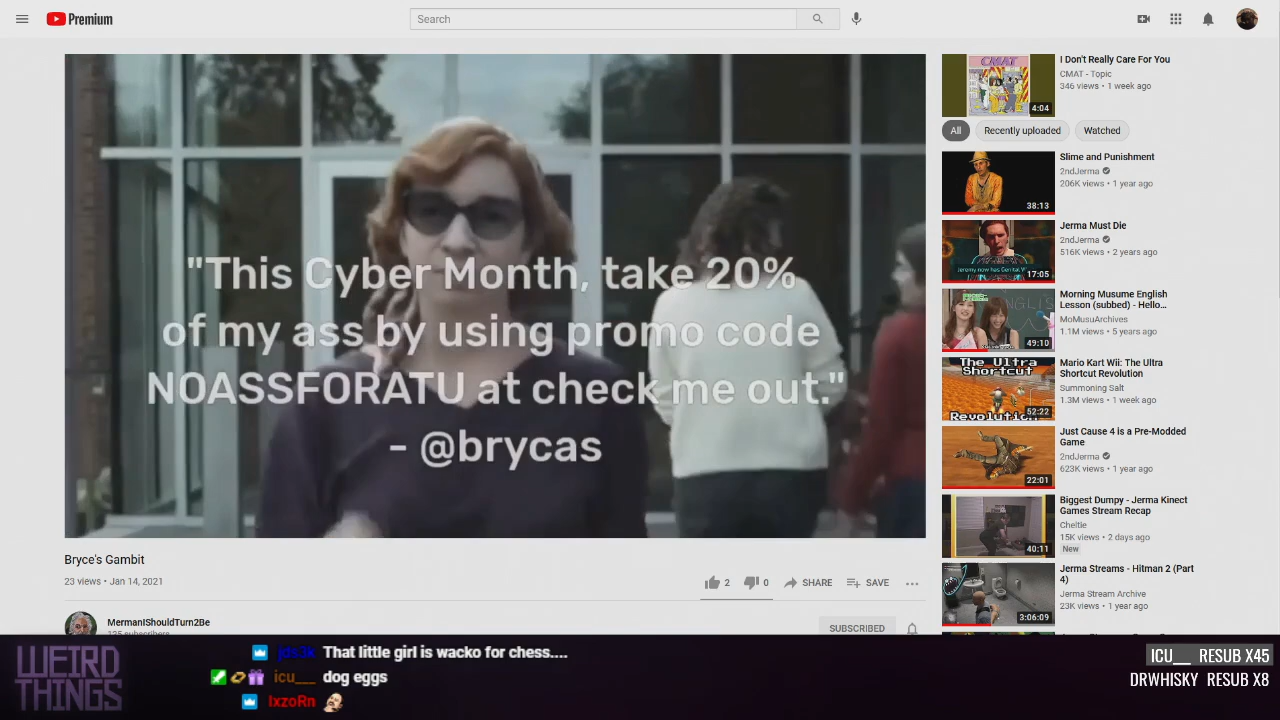 Premium
Search
"This Cyber Month, take 20%
of my ass by using promo code
NOASSFORATU at check me out."
- @brycas
Bryce's Gambit
23 views • Jan 14, 2021
2
0
SHARE
SAVE
MermanIShouldTurn2Be
125 subscribers
SUBSCRIBED
CMAT
4:04
I Don't Really Care For You
CMAT - Topic
346 views • 1 week ago
All
Recently uploaded
Watched
38:13
Slime and Punishment
2ndJerma
206K views • 1 year ago
17:05
Jerma Must Die
2ndJerma
516K views • 2 years ago
49:10
Morning Musume English
Lesson (subbed) - Hello...
MoMusuArchives
1.1M views • 5 years ago
The Ultra
Shortcut
Revolution
52:22
Mario Kart Wii: The Ultra
Shortcut Revolution
Summoning Salt
1.3M views • 1 week ago
22:01
Just Cause 4 is a Pre-Modded
Game
2ndJerma
623K views • 1 year ago
40:11
Biggest Dumpy - Jerma Kinect
Games Stream Recap
Cheltie
15K views • 2 days ago
New
3:06:09
Jerma Streams - Hitman 2 (Part
4)
Jerma Stream Archive
23K views • 1 year ago
WEIRD
THINGS
jds3k That little girl is wacko for chess....
icu__ dog eggs
IxzoRn
ICU__ RESUB X45
DRWHISKY RESUB X8